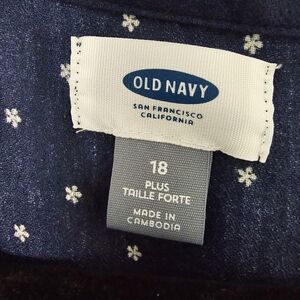 OLD NAVY
SAN FRANCISCO
CALIFORNIA
18
PLUS
TAILLE FORTE
MADE IN
CAMBODIA